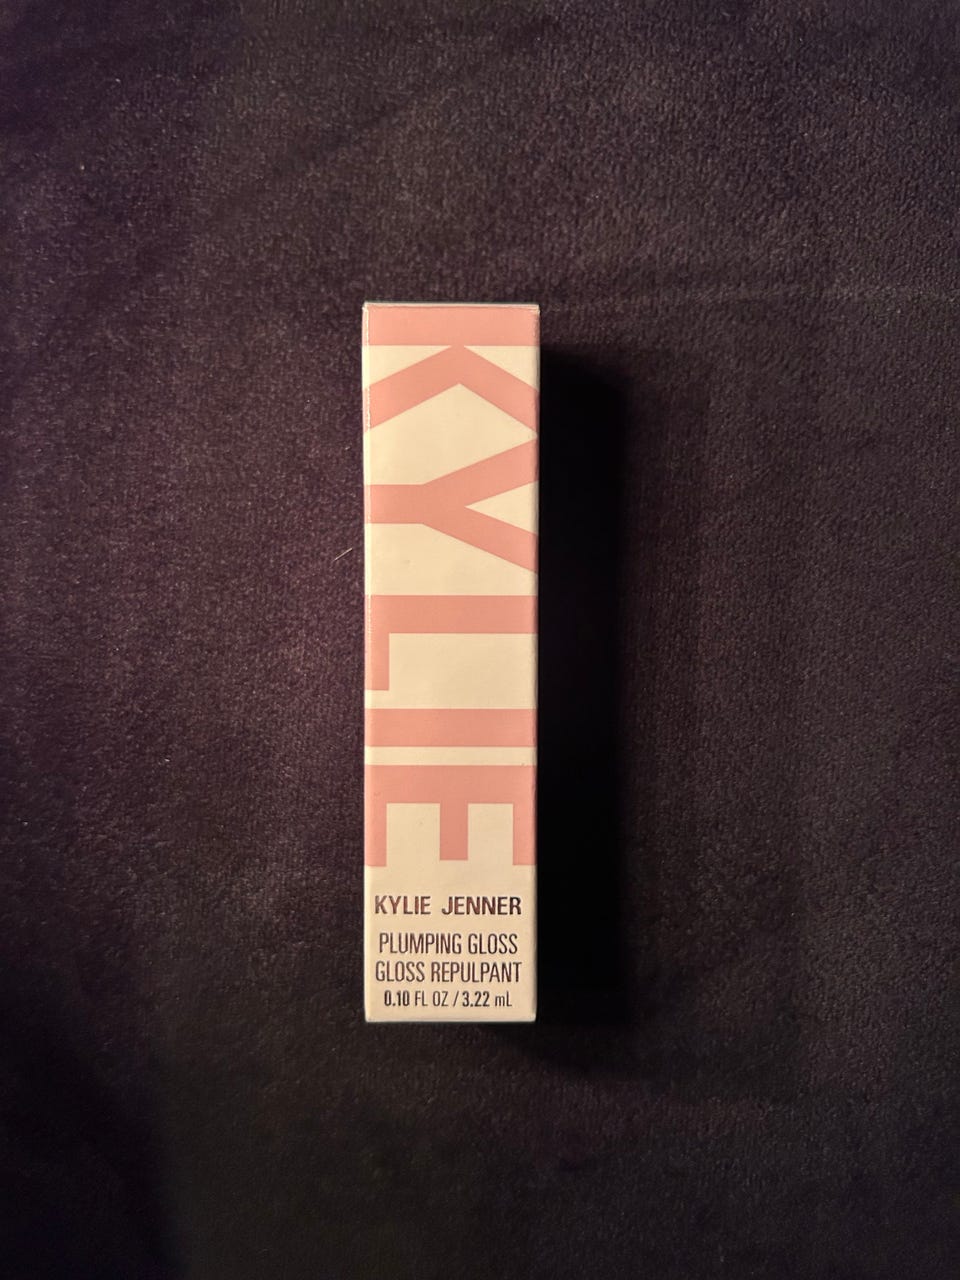 KYLIE
KYLIE JENNER
PLUMPING GLOSS
GLOSS REPULPANT
0.10 FL OZ / 3.22 mL